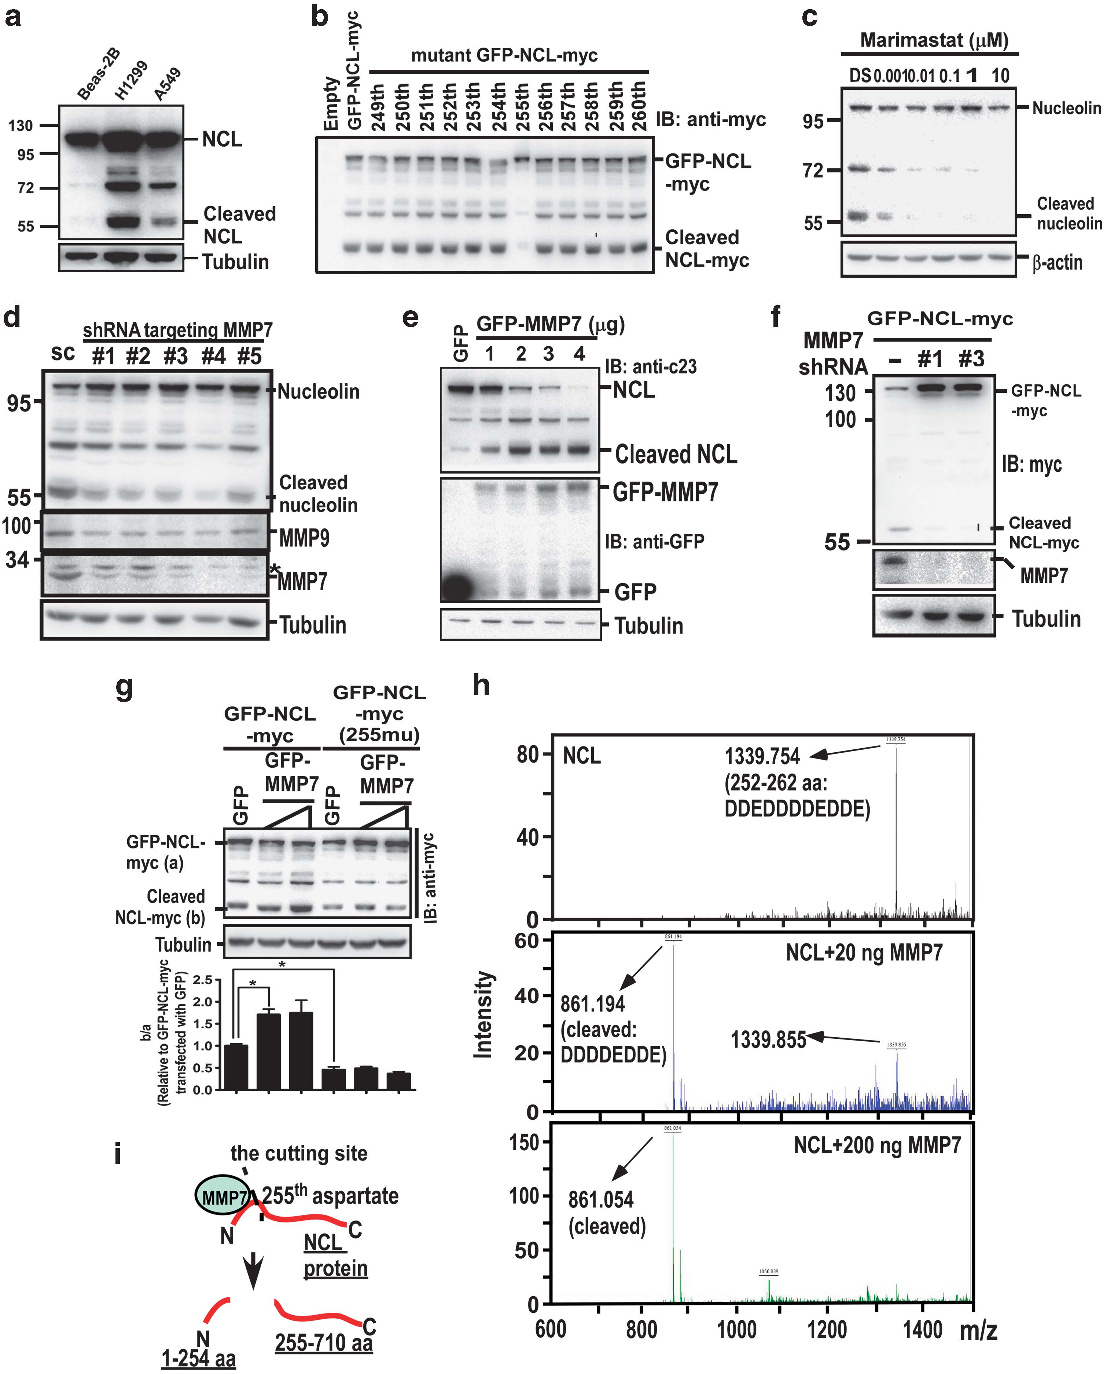 a
Beas-2B
H1299
A549
130
95
72
55
NCL
Cleaved
NCL
Tubulin
b
Empty
GFP-NCL-myc
mutant GFP-NCL-myc
249th
250th
251th
252th
253th
254th
255th
256th
257th
258th
259th
260th
IB: anti-myc
GFP-NCL
-myc
Cleaved
NCL-myc
c
Marimastat (μM)
DS 0.001 0.01 0.1 1 10
95
72
55
Nucleolin
Cleaved
nucleolin
β-actin
d
shRNA targeting MMP7
sc #1 #2 #3 #4 #5
95
55
100
34
Nucleolin
Cleaved
nucleolin
MMP9
*
MMP7
Tubulin
e
GFP
GFP-MMP7 (μg)
1 2 3 4
IB: anti-c23
NCL
Cleaved NCL
GFP-MMP7
IB: anti-GFP
GFP
Tubulin
f
GFP-NCL-myc
MMP7
shRNA
– #1 #3
130
100
55
GFP-NCL
-myc
IB: myc
Cleaved
NCL-myc
MMP7
Tubulin
g
GFP-NCL
-myc
GFP-NCL
-myc
(255mu)
GFP
GFP-
MMP7
GFP
GFP-
MMP7
GFP-NCL-
myc (a)
Cleaved
NCL-myc (b)
IB: anti-myc
Tubulin
b/a
(Relative to GFP-NCL-myc
transfected with GFP)
2.5
2.0
1.5
1.0
0.5
0.0
*
*
h
Intensity
80
40
0
NCL
1339.754
(252-262 aa:
DDEDDDDEDDE)
1339.754
60
40
20
0
NCL+20 ng MMP7
861.194
861.194
(cleaved:
DDDDEDDE)
1339.855
1339.855
150
100
50
0
NCL+200 ng MMP7
861.054
861.054
(cleaved)
600 800 1000 1200 1400 m/z
i
the cutting site
MMP7
255th aspartate
N
C
NCL
protein
N
1-254 aa
C
255-710 aa